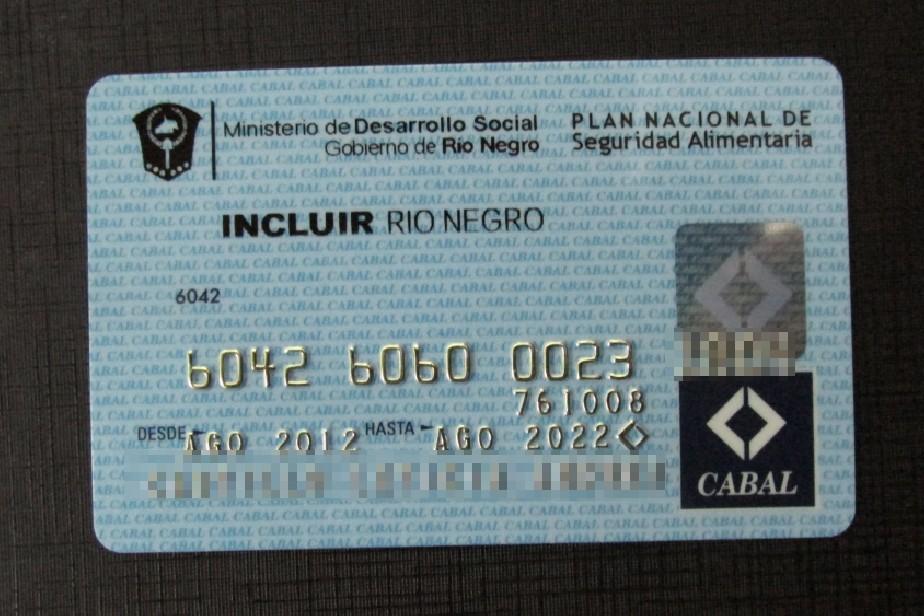 Ministerio de Desarrollo Social
Gobierno de Río Negro
PLAN NACIONAL DE
Seguridad Alimentaria
INCLUIR RIO NEGRO
6042
6042 6060 0023
761008
DESDE AGO 2012 HASTA AGO 2022
CABAL